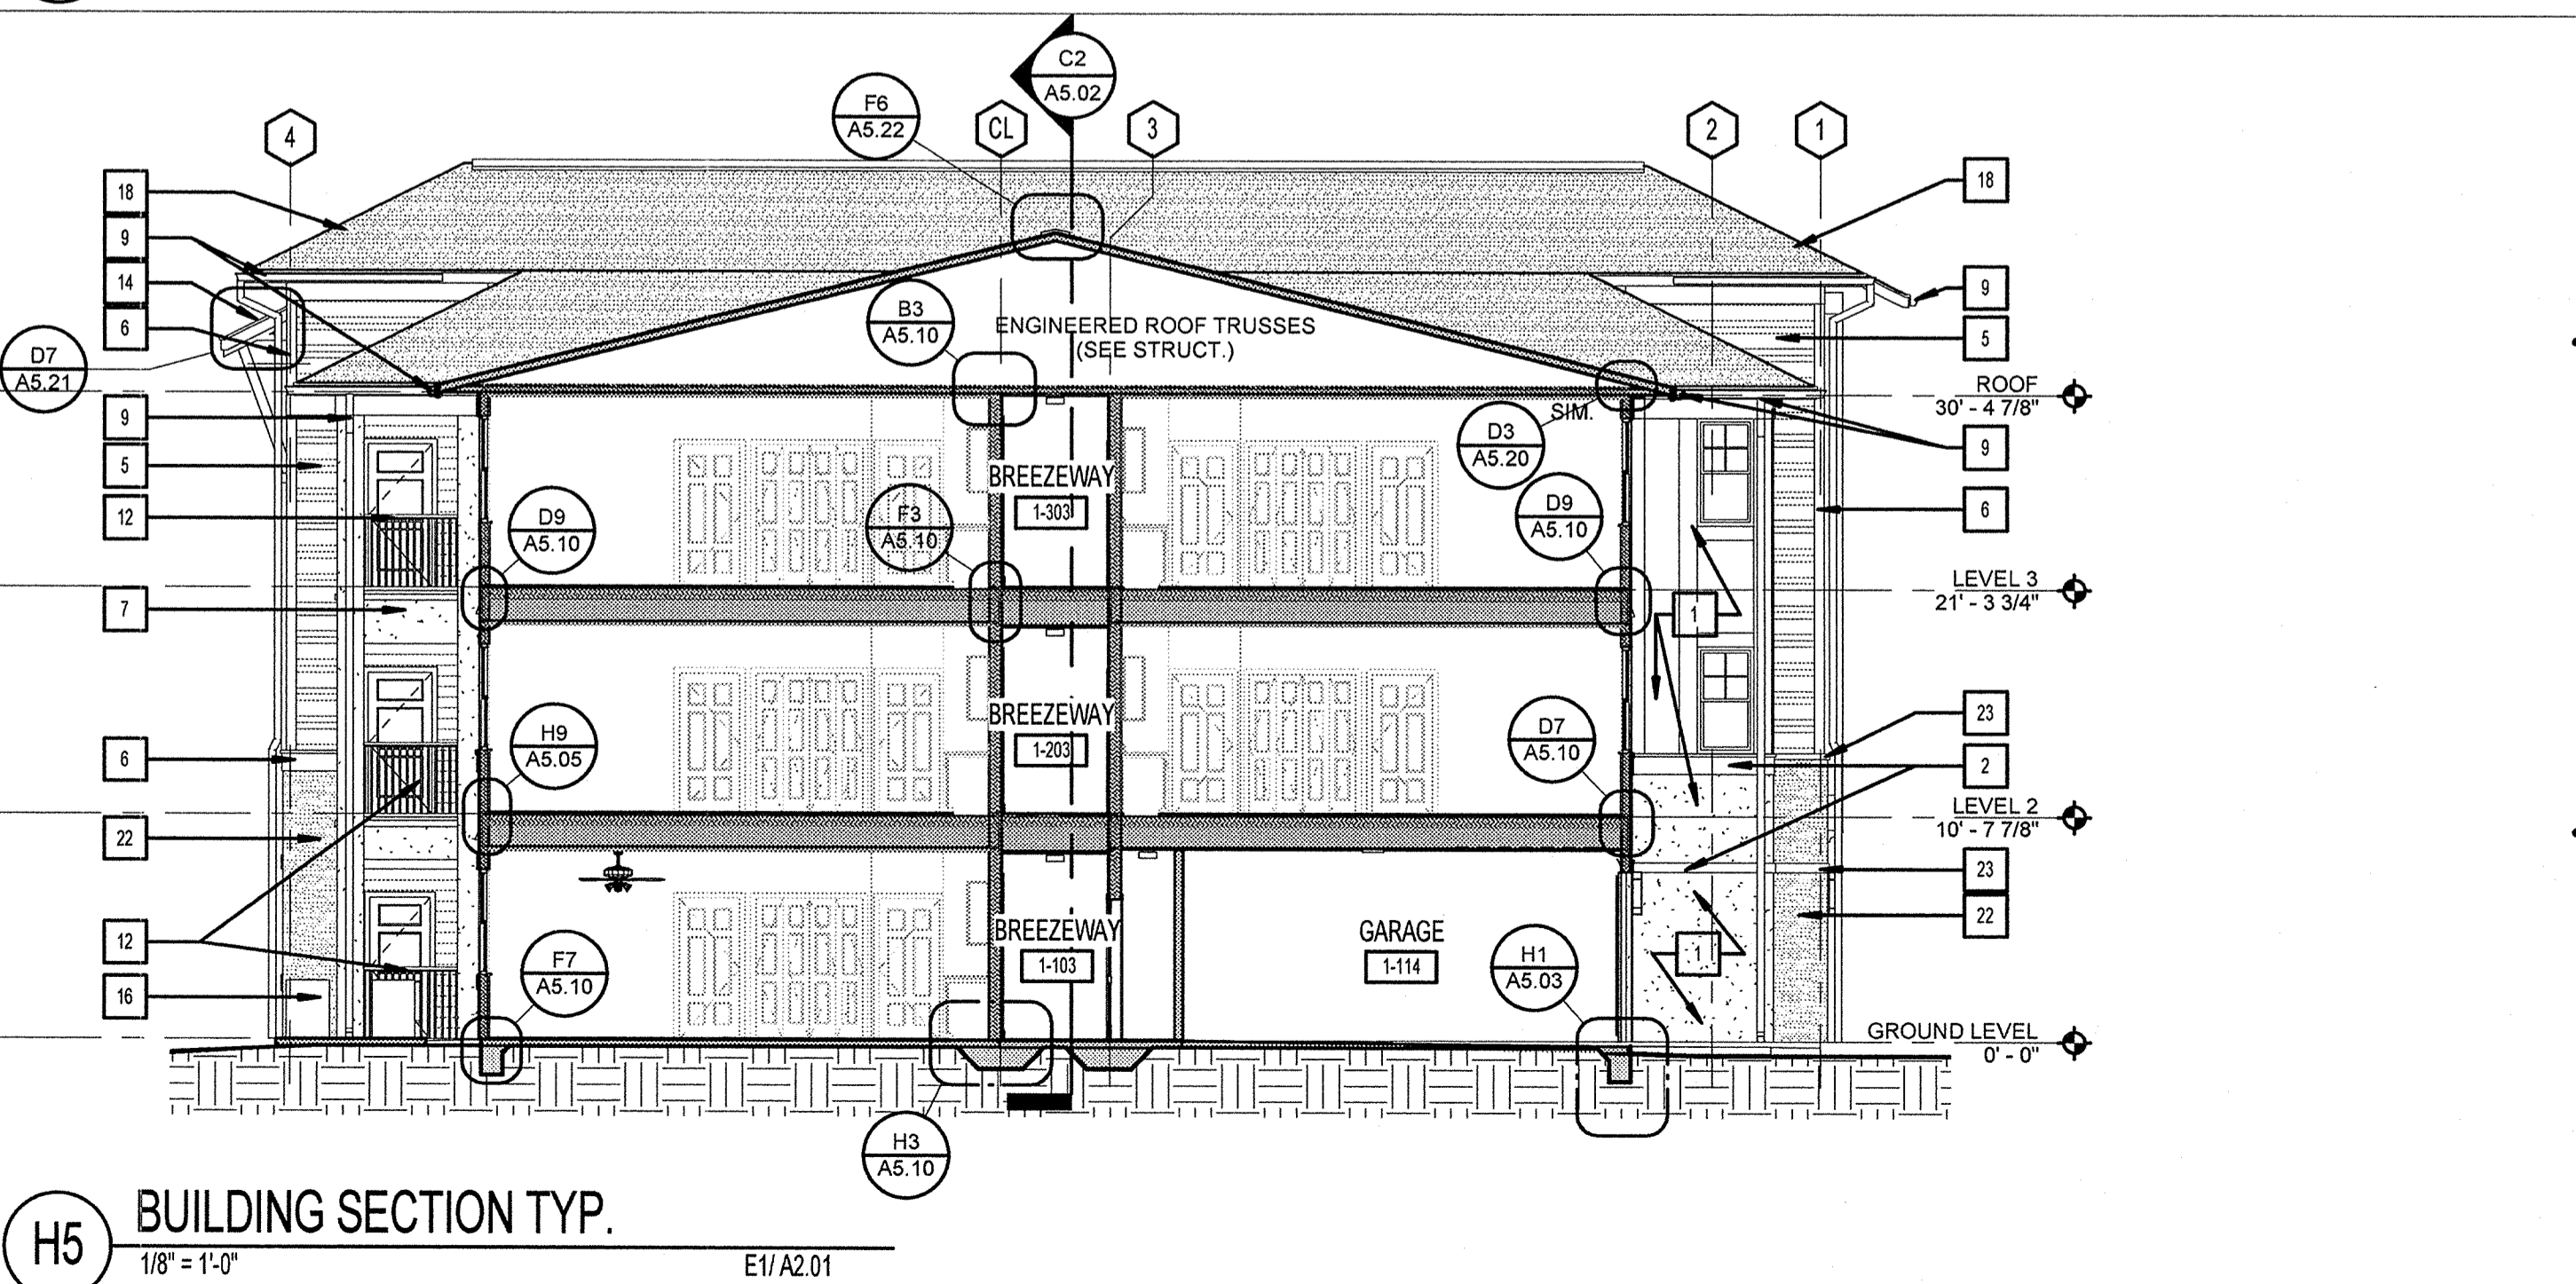 C2
A5.02
F6
A5.22
4
CL
3
2
1
18
18
9
14
9
6
B3
A5.10
ENGINEERED ROOF TRUSSES
(SEE STRUCT.)
5
D7
A5.21
ROOF
30' - 4 7/8"
9
SIM.
D3
A5.20
9
5
BREEZEWAY
1-303
12
D9
A5.10
F3
A5.10
D9
A5.10
6
LEVEL 3
21' - 3 3/4"
7
1
BREEZEWAY
1-203
23
6
H9
A5.05
D7
A5.10
2
LEVEL 2
10' - 7 7/8"
22
23
22
12
BREEZEWAY
1-103
GARAGE
1-114
F7
A5.10
H1
A5.03
1
16
GROUND LEVEL
0' - 0"
H3
A5.10
H5
BUILDING SECTION TYP.
1/8" = 1'-0"
E1/ A2.01